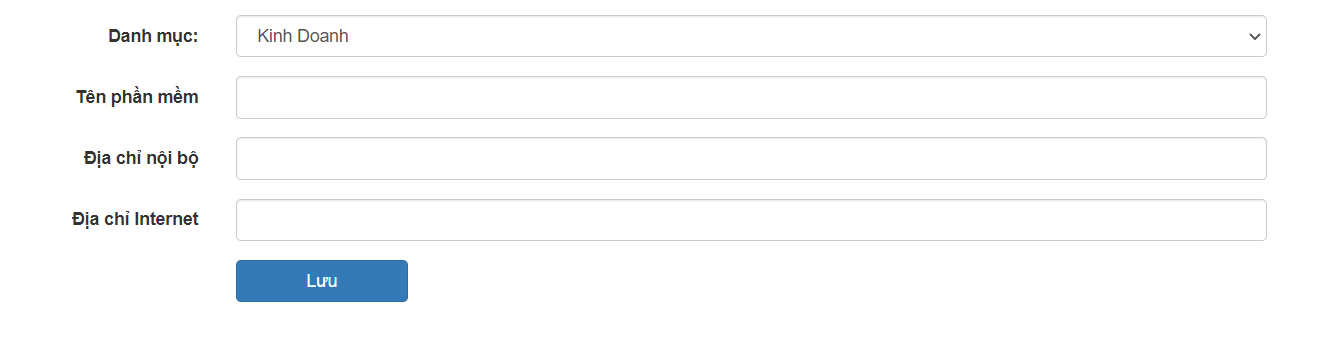 Danh mục: Kinh Doanh
Tên phần mềm
Địa chỉ nội bộ
Địa chỉ Internet
Lưu